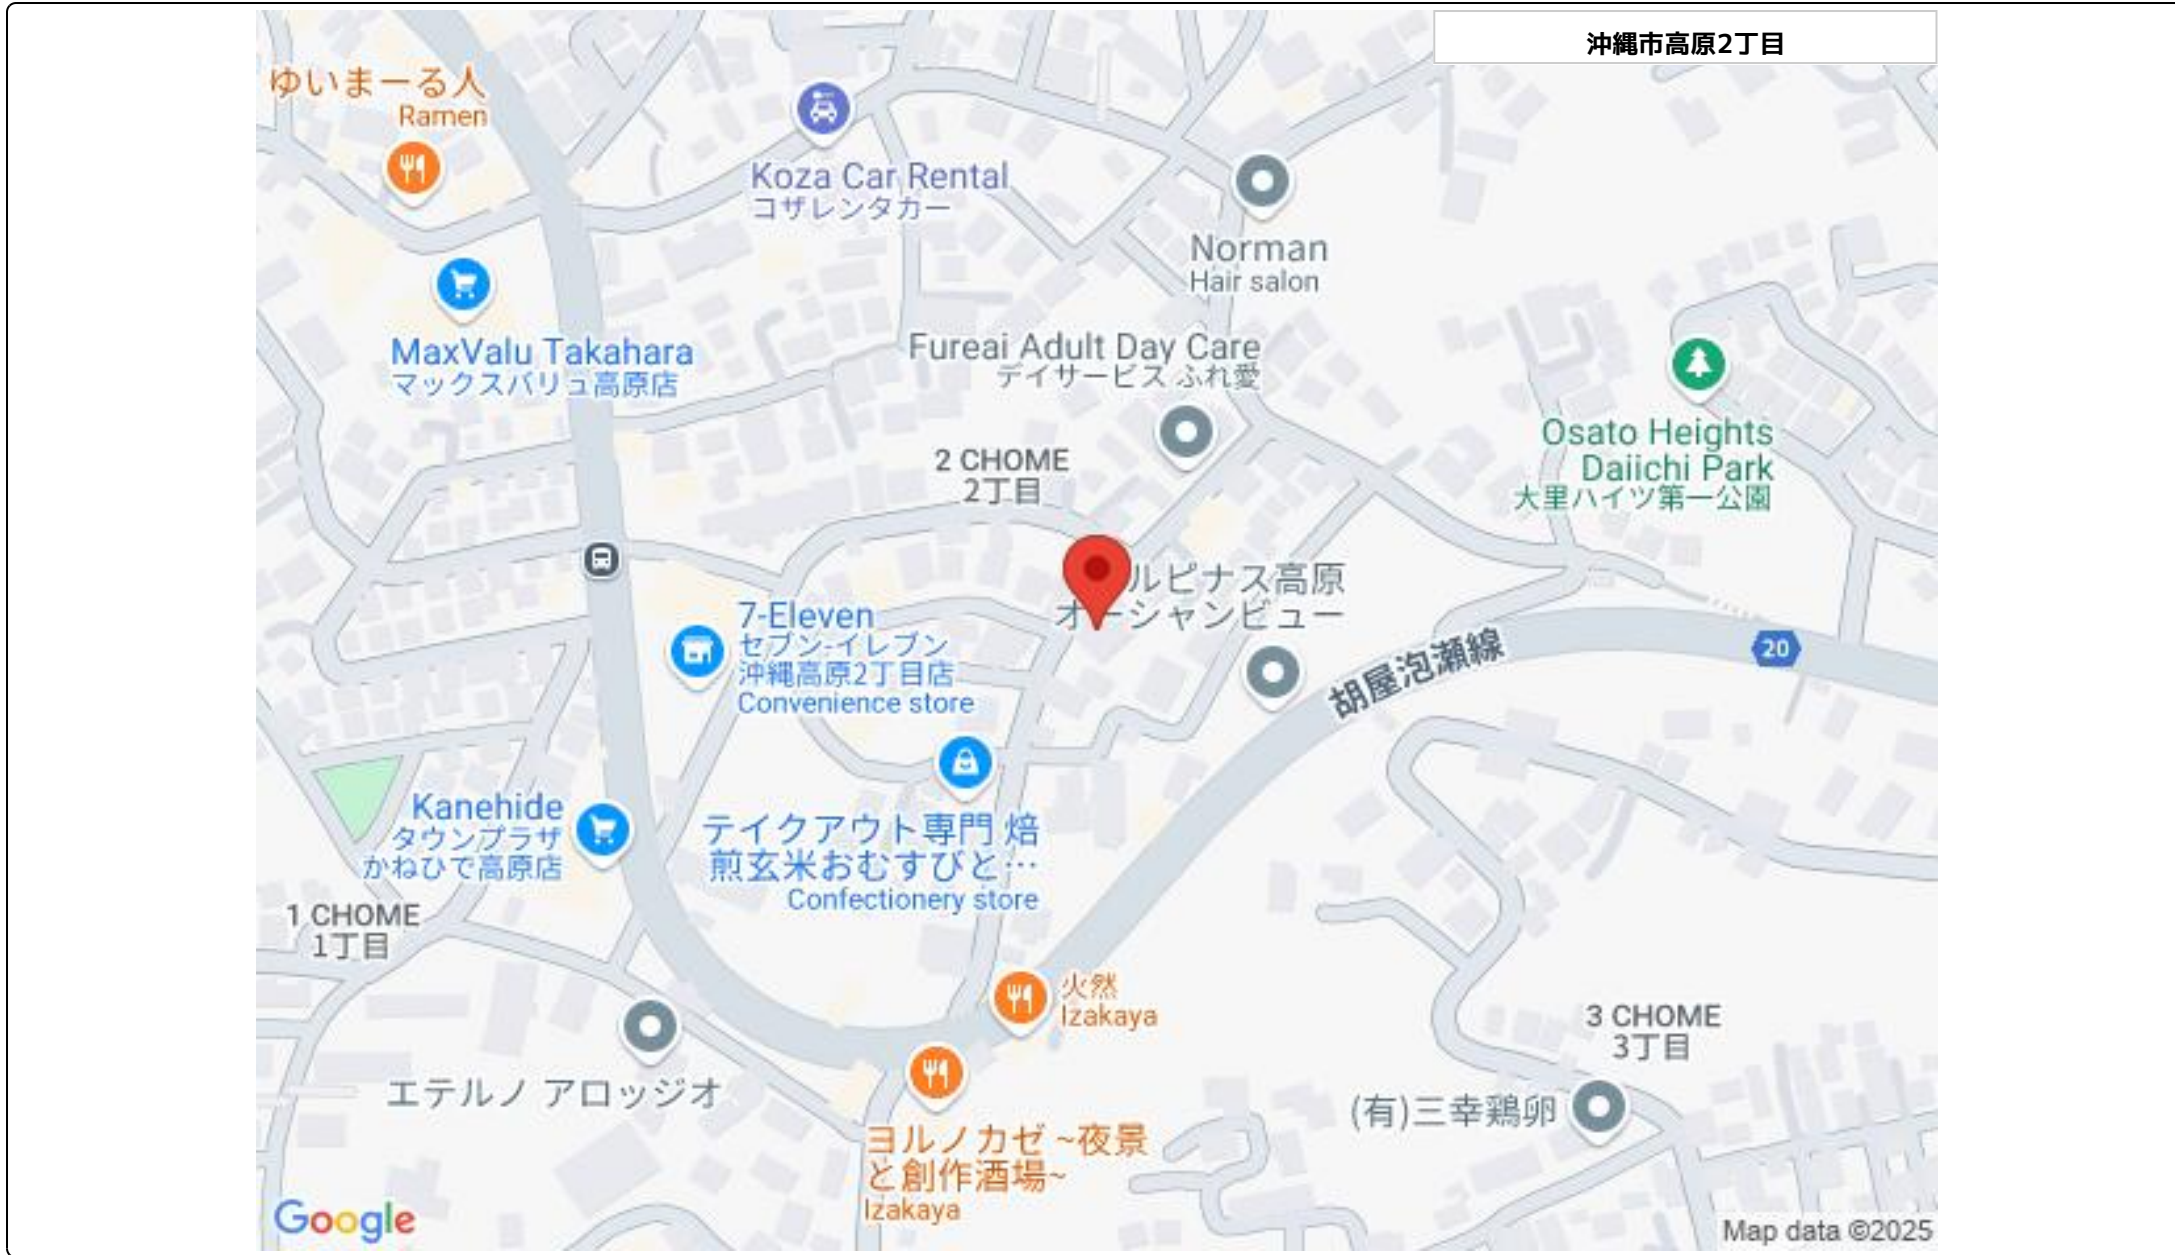 沖縄市高原2丁目
ゆいまーる人
Ramen
Koza Car Rental
コザレンタカー
Norman
Hair salon
MaxValu Takahara
マックスバリュ高原店
Fureai Adult Day Care
デイサービス ふれ愛
Osato Heights
Daiichi Park
大里ハイツ第一公園
2 CHOME
2丁目
ルピナス高原
オーシャンビュー
7-Eleven
セブン-イレブン
沖縄高原2丁目店
Convenience store
胡屋泡瀬線
20
Kanehide
タウンプラザ
かねひで高原店
テイクアウト専門 焙
煎玄米おむすびと…
Confectionery store
1 CHOME
1丁目
火然
Izakaya
3 CHOME
3丁目
エテルノ アロッジオ
(有)三幸鶏卵
ヨルノカゼ ~夜景
と創作酒場~
Izakaya
Google
Map data ©2025